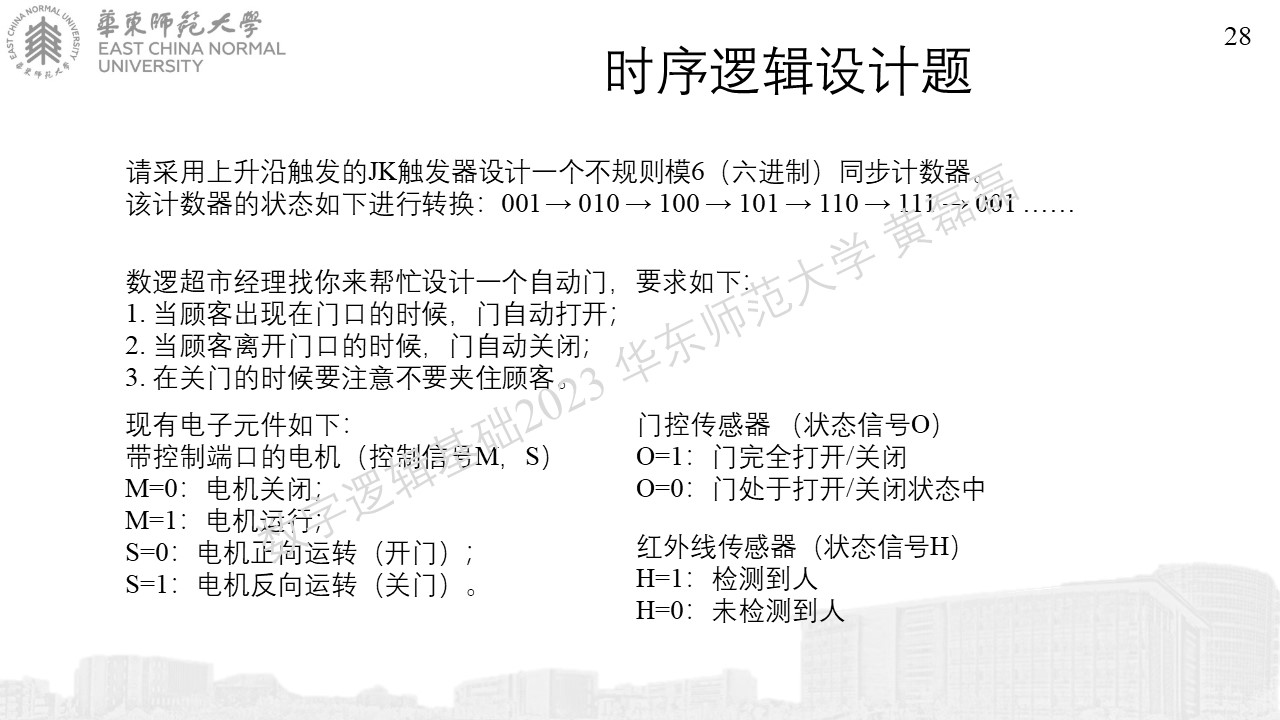 華東師範大學
EAST CHINA NORMAL
UNIVERSITY
28
时序逻辑设计题
请采用上升沿触发的JK触发器设计一个不规则模6（六进制）同步计数器。
该计数器的状态如下进行转换：001 → 010 → 100 → 101 → 110 → 111 → 001 ……
数逻超市经理找你来帮忙设计一个自动门，要求如下：
1. 当顾客出现在门口的时候，门自动打开；
2. 当顾客离开门口的时候，门自动关闭；
3. 在关门的时候要注意不要夹住顾客。
现有电子元件如下：
带控制端口的电机（控制信号M，S）
M=0：电机关闭；
M=1：电机运行；
S=0：电机正向运转（开门）；
S=1：电机反向运转（关门）。
门控传感器 （状态信号O）
O=1：门完全打开/关闭
O=0：门处于打开/关闭状态中
红外线传感器（状态信号H）
H=1：检测到人
H=0：未检测到人
数字逻辑基础2023 华东师范大学 黄磊磊